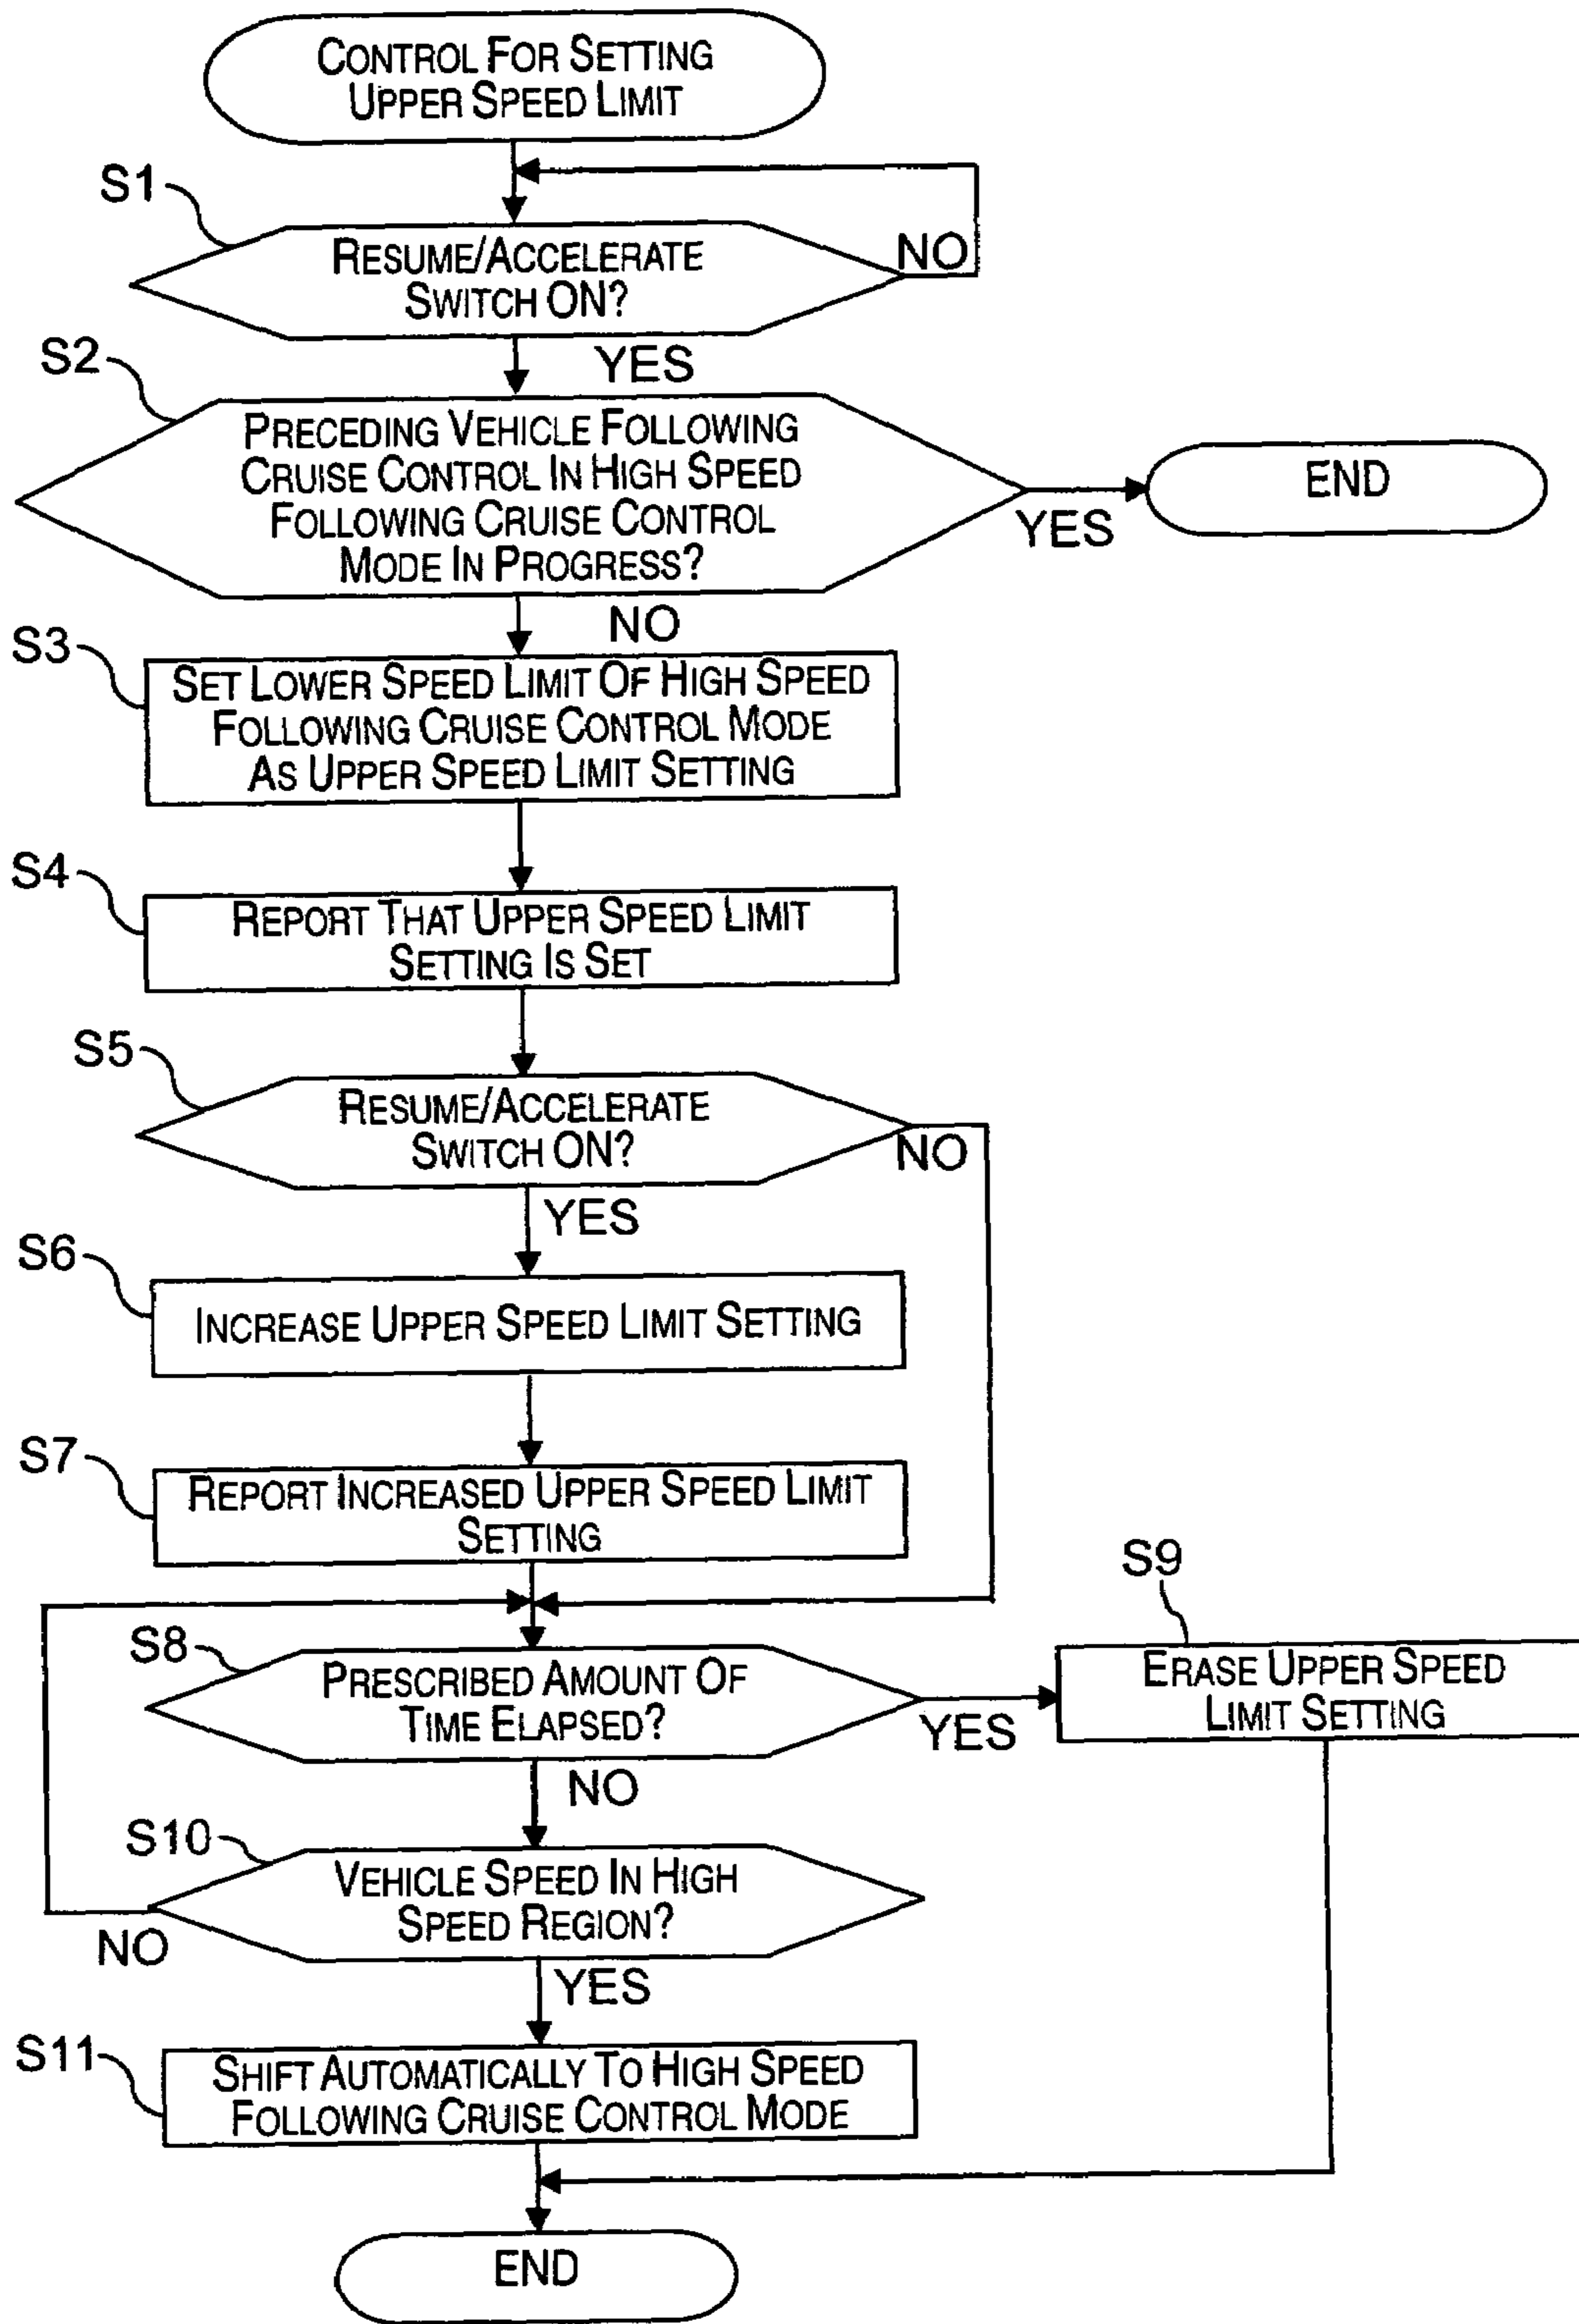 CONTROL FOR SETTING
UPPER SPEED LIMIT
S1
RESUME/ACCELERATE
SWITCH ON?
NO
YES
S2
PRECEDING VEHICLE FOLLOWING
CRUISE CONTROL IN HIGH SPEED
FOLLOWING CRUISE CONTROL
MODE IN PROGRESS?
YES
END
NO
S3
SET LOWER SPEED LIMIT OF HIGH SPEED
FOLLOWING CRUISE CONTROL MODE
AS UPPER SPEED LIMIT SETTING
S4
REPORT THAT UPPER SPEED LIMIT
SETTING IS SET
S5
RESUME/ACCELERATE
SWITCH ON?
NO
YES
S6
INCREASE UPPER SPEED LIMIT SETTING
S7
REPORT INCREASED UPPER SPEED LIMIT
SETTING
S8
PRESCRIBED AMOUNT OF
TIME ELAPSED?
YES
S9
ERASE UPPER SPEED
LIMIT SETTING
NO
S10
VEHICLE SPEED IN HIGH
SPEED REGION?
NO
YES
S11
SHIFT AUTOMATICALLY TO HIGH SPEED
FOLLOWING CRUISE CONTROL MODE
END